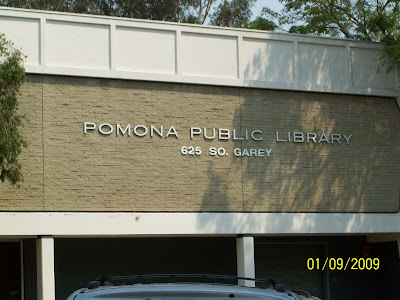 POMONA PUBLIC LIBRARY
625 SO. GAREY
01/09/2009